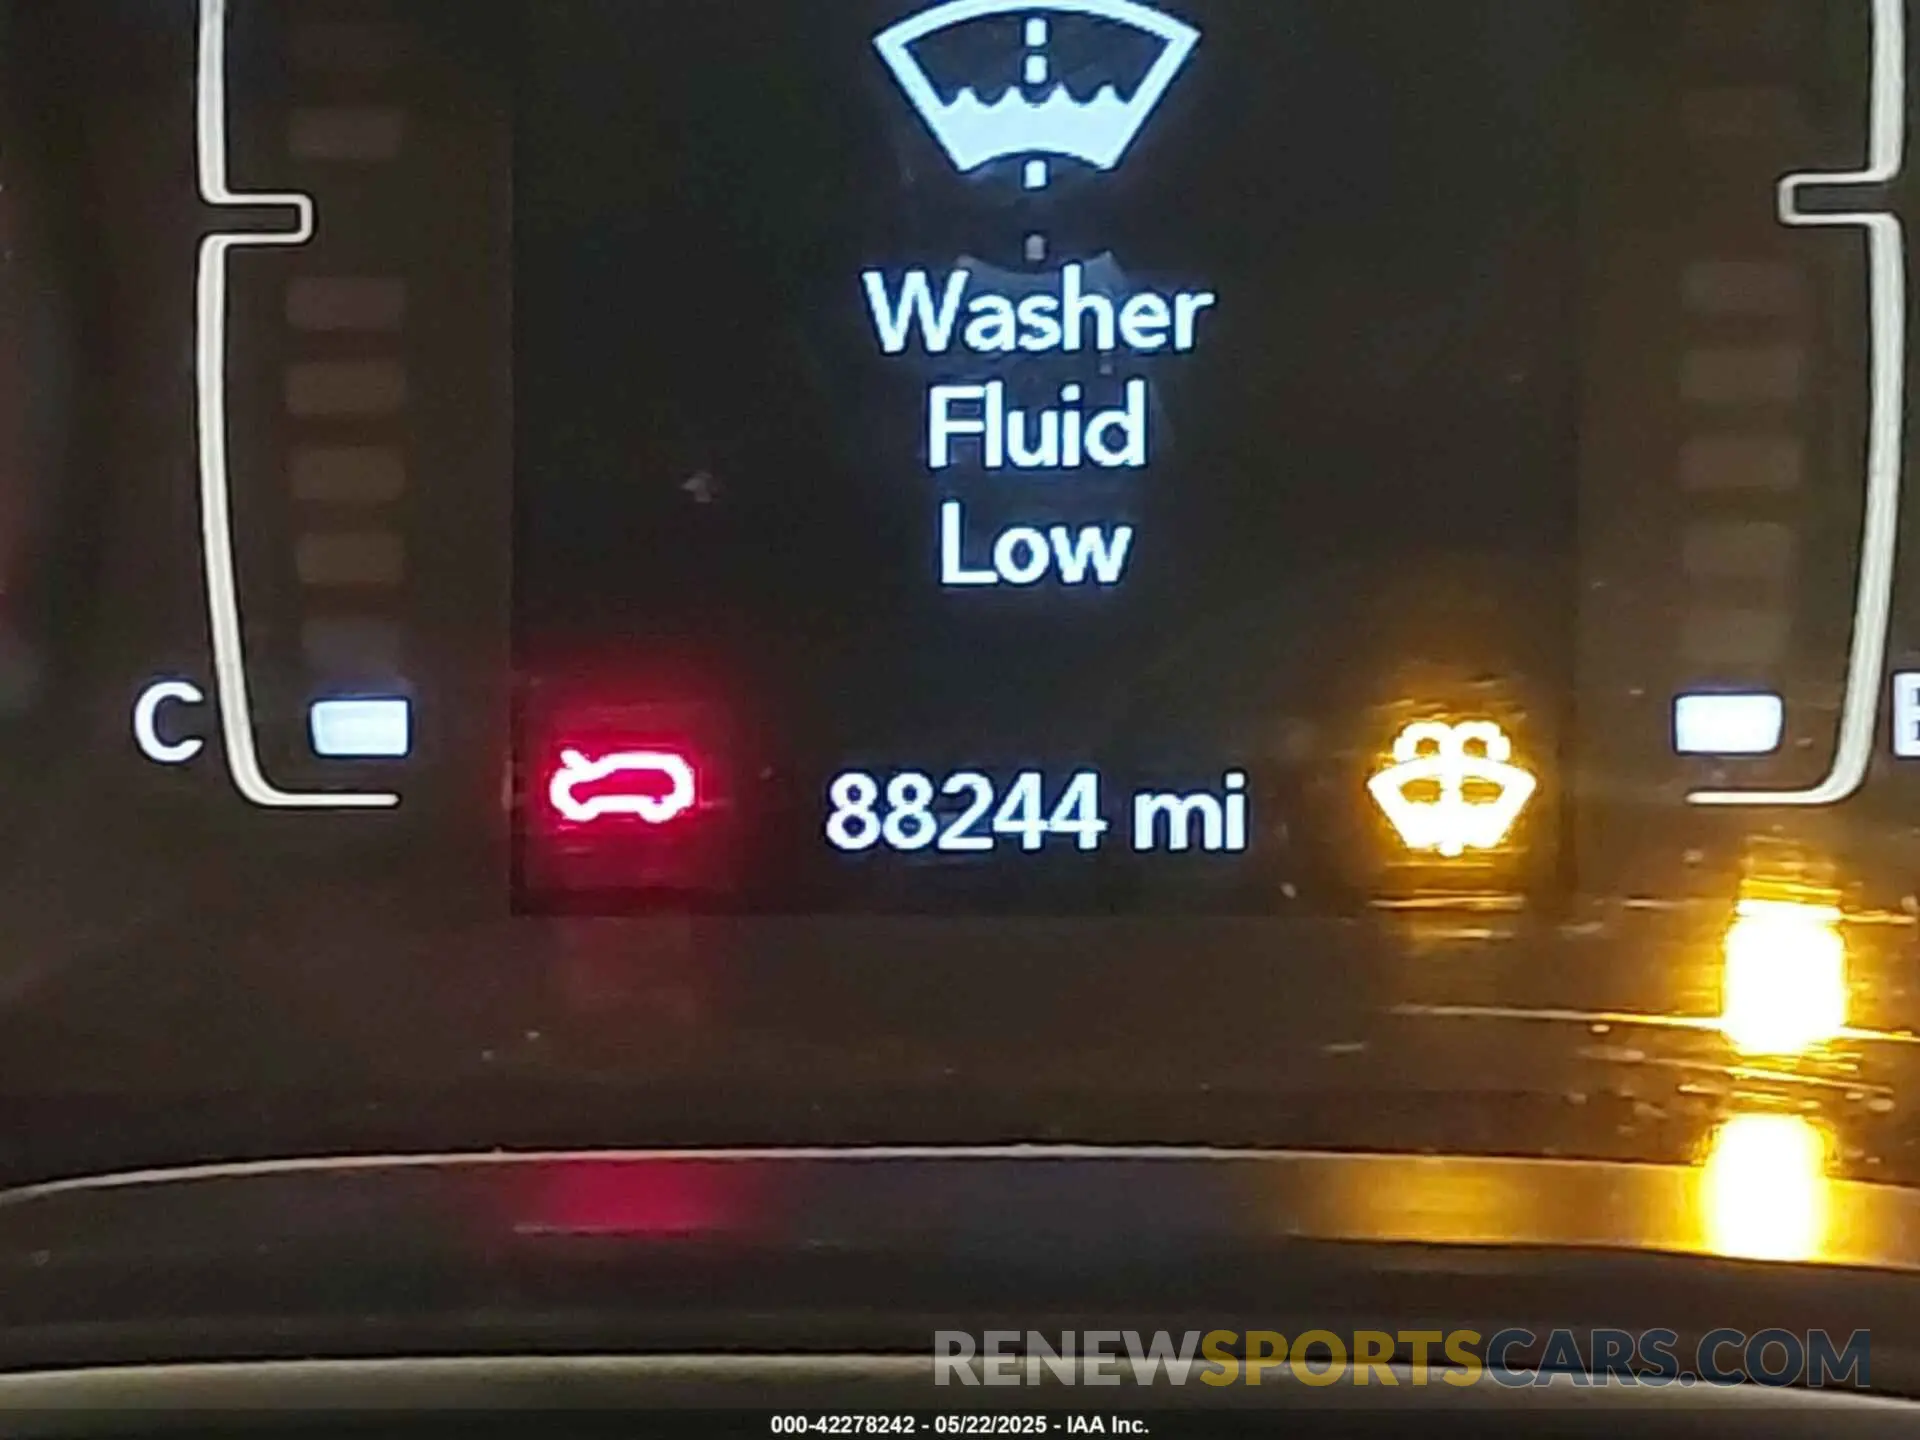 Washer
Fluid
Low
C
E
88244 mi
RENEWSPORTSCARS.COM
000-42278242 - 05/22/2025 - IAA Inc.